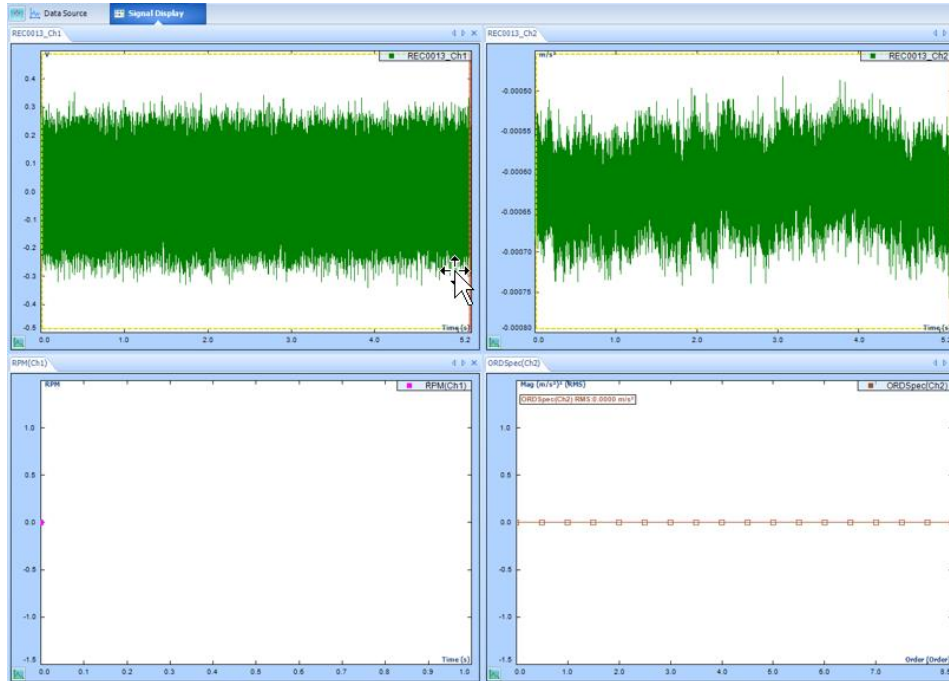 Data Source Signal Display
REC0013_Ch1
V
REC0013_Ch1
0.4
0.3
0.2
0.1
0.0
-0.1
-0.2
-0.3
-0.4
-0.5
Time (s)
0.0 1.0 2.0 3.0 4.0 5.2
REC0013_Ch2
m/s²
REC0013_Ch2
-0.00050
-0.00055
-0.00060
-0.00065
-0.00070
-0.00075
-0.00080
Time (s)
0.0 1.0 2.0 3.0 4.0 5.2
RPM(Ch1)
RPM
RPM(Ch1)
1.0
0.5
0.0
-0.5
-1.0
-1.5
Time (s)
0.0 0.1 0.2 0.3 0.4 0.5 0.6 0.7 0.8 0.9 1.0
ORDSpec(Ch2)
Mag (m/s²)² (RMS)
ORDSpec(Ch2)
ORDSpec(Ch2) RMS:0.0000 m/s²
1.0
0.5
0.0
-0.5
-1.0
-1.5
Order [Order]
0.0 1.0 2.0 3.0 4.0 5.0 6.0 7.0